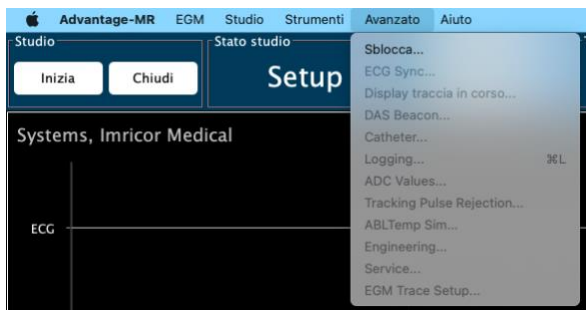 Advantage-MR EGM Studio Strumenti Avanzato Aiuto
Studio
Stato studio
Inizia Chiudi
Setup
Systems, Imricor Medical
ECG
Sblocca...
ECG Sync...
Display traccia in corso...
DAS Beacon...
Catheter...
Logging... ⌘L
ADC Values...
Tracking Pulse Rejection...
ABLTemp Sim...
Engineering...
Service...
EGM Trace Setup...